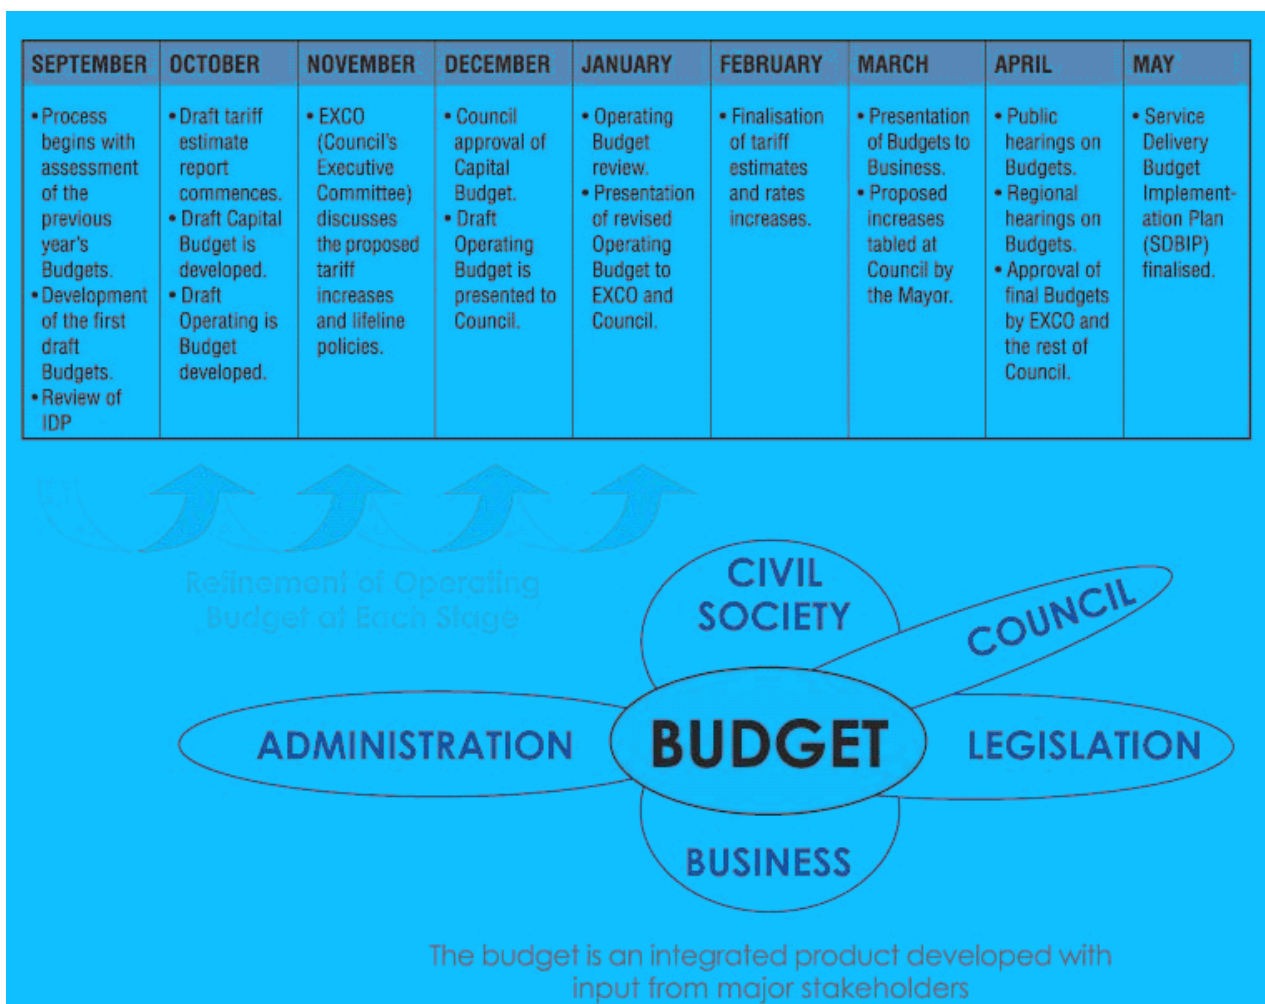 SEPTEMBER
• Process
begins with
assessment
of the
previous
year's
Budgets.
• Development
of the first
draft
Budgets.
• Review of
IDP
OCTOBER
• Draft tariff
estimate
report
commences.
• Draft Capital
Budget is
developed.
• Draft
Operating is
Budget
developed.
NOVEMBER
• EXCO
(Council's
Executive
Committee)
discusses
the proposed
tariff
increases
and lifeline
policies.
DECEMBER
• Council
approval of
Capital
Budget.
• Draft
Operating
Budget is
presented to
Council.
JANUARY
• Operating
Budget
review.
• Presentation
of revised
Operating
Budget to
EXCO and
Council.
FEBRUARY
• Finalisation
of tariff
estimates
and rates
increases.
MARCH
• Presentation
of Budgets to
Business.
• Proposed
increases
tabled at
Council by
the Mayor.
APRIL
• Public
hearings on
Budgets.
• Regional
hearings on
Budgets.
• Approval of
final Budgets
by EXCO and
the rest of
Council.
MAY
• Service
Delivery
Budget
Implement-
ation Plan
(SDBIP)
finalised.
Refinement of Operating
Budget at Each Stage
CIVIL
SOCIETY
COUNCIL
ADMINISTRATION
BUDGET
LEGISLATION
BUSINESS
The budget is an integrated product developed with
input from major stakeholders